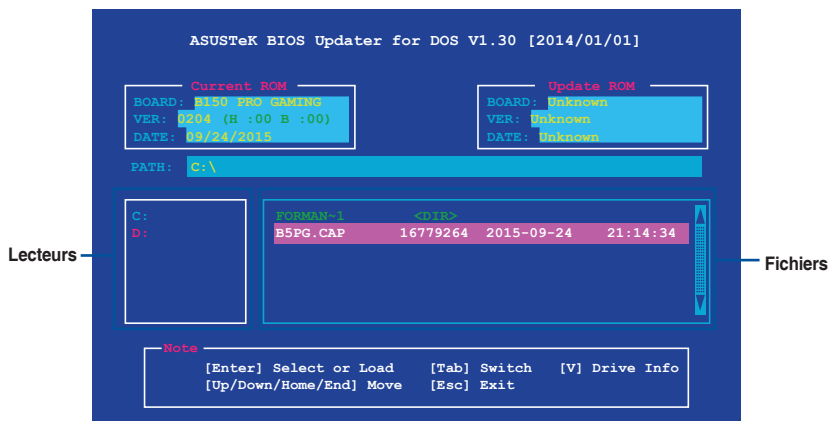 ASUSTeK BIOS Updater for DOS V1.30 [2014/01/01]
Current ROM
BOARD: B150 PRO GAMING
VER: 0204 (H :00 B :00)
DATE: 09/24/2015
Update ROM
BOARD: Unknown
VER: Unknown
DATE: Unknown
PATH: C:\
C:
D:
FORMAN~1 <DIR>
B5PG.CAP 16779264 2015-09-24 21:14:34
Lecteurs
Fichiers
Note
[Enter] Select or Load [Tab] Switch [V] Drive Info
[Up/Down/Home/End] Move [Esc] Exit